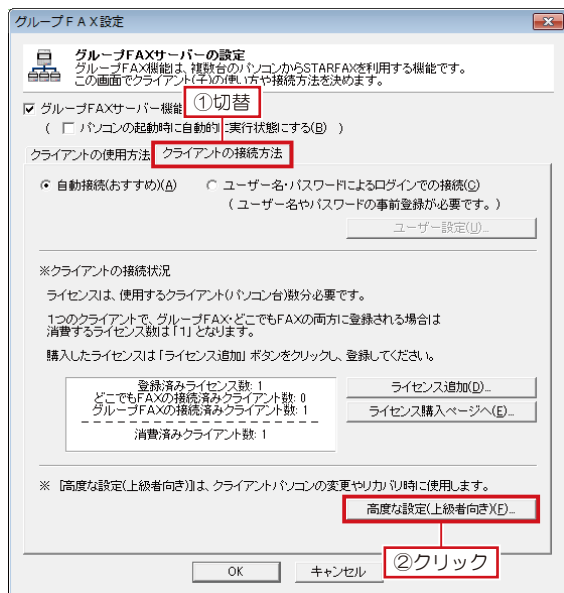 グループＦＡＸ設定
グループFAXサーバーの設定
グループFAX機能は、複数台のパソコンからSTARFAXを利用する機能です。
この画面でクライアント(子)の使い方や接続方法を決めます。
グループFAXサーバー機能
①切替
( パソコンの起動時に自動的に実行状態にする(B) )
クライアントの使用方法 クライアントの接続方法
自動接続(おすすめ)(A) ユーザー名・パスワードによるログインでの接続(C)
(ユーザー名やパスワードの事前登録が必要です。)
ユーザー設定(U)...
※クライアントの接続状況
ライセンスは、使用するクライアント(パソコン台)数分必要です。
1つのクライアントで、グループFAX・どこでもFAXの両方に登録される場合は
消費するライセンス数は「1」となります。
購入したライセンスは「ライセンス追加」ボタンをクリックし、登録してください。
登録済みライセンス数: 1
どこでもFAXの接続済みクライアント数: 0
グループFAXの接続済みクライアント数: 1
消費済みクライアント数: 1
ライセンス追加(D)...
ライセンス購入ページへ(E)...
※ [高度な設定(上級者向き)]は、クライアントパソコンの変更やリカバリ時に使用します。
高度な設定(上級者向き)(F)...
②クリック
OK キャンセル